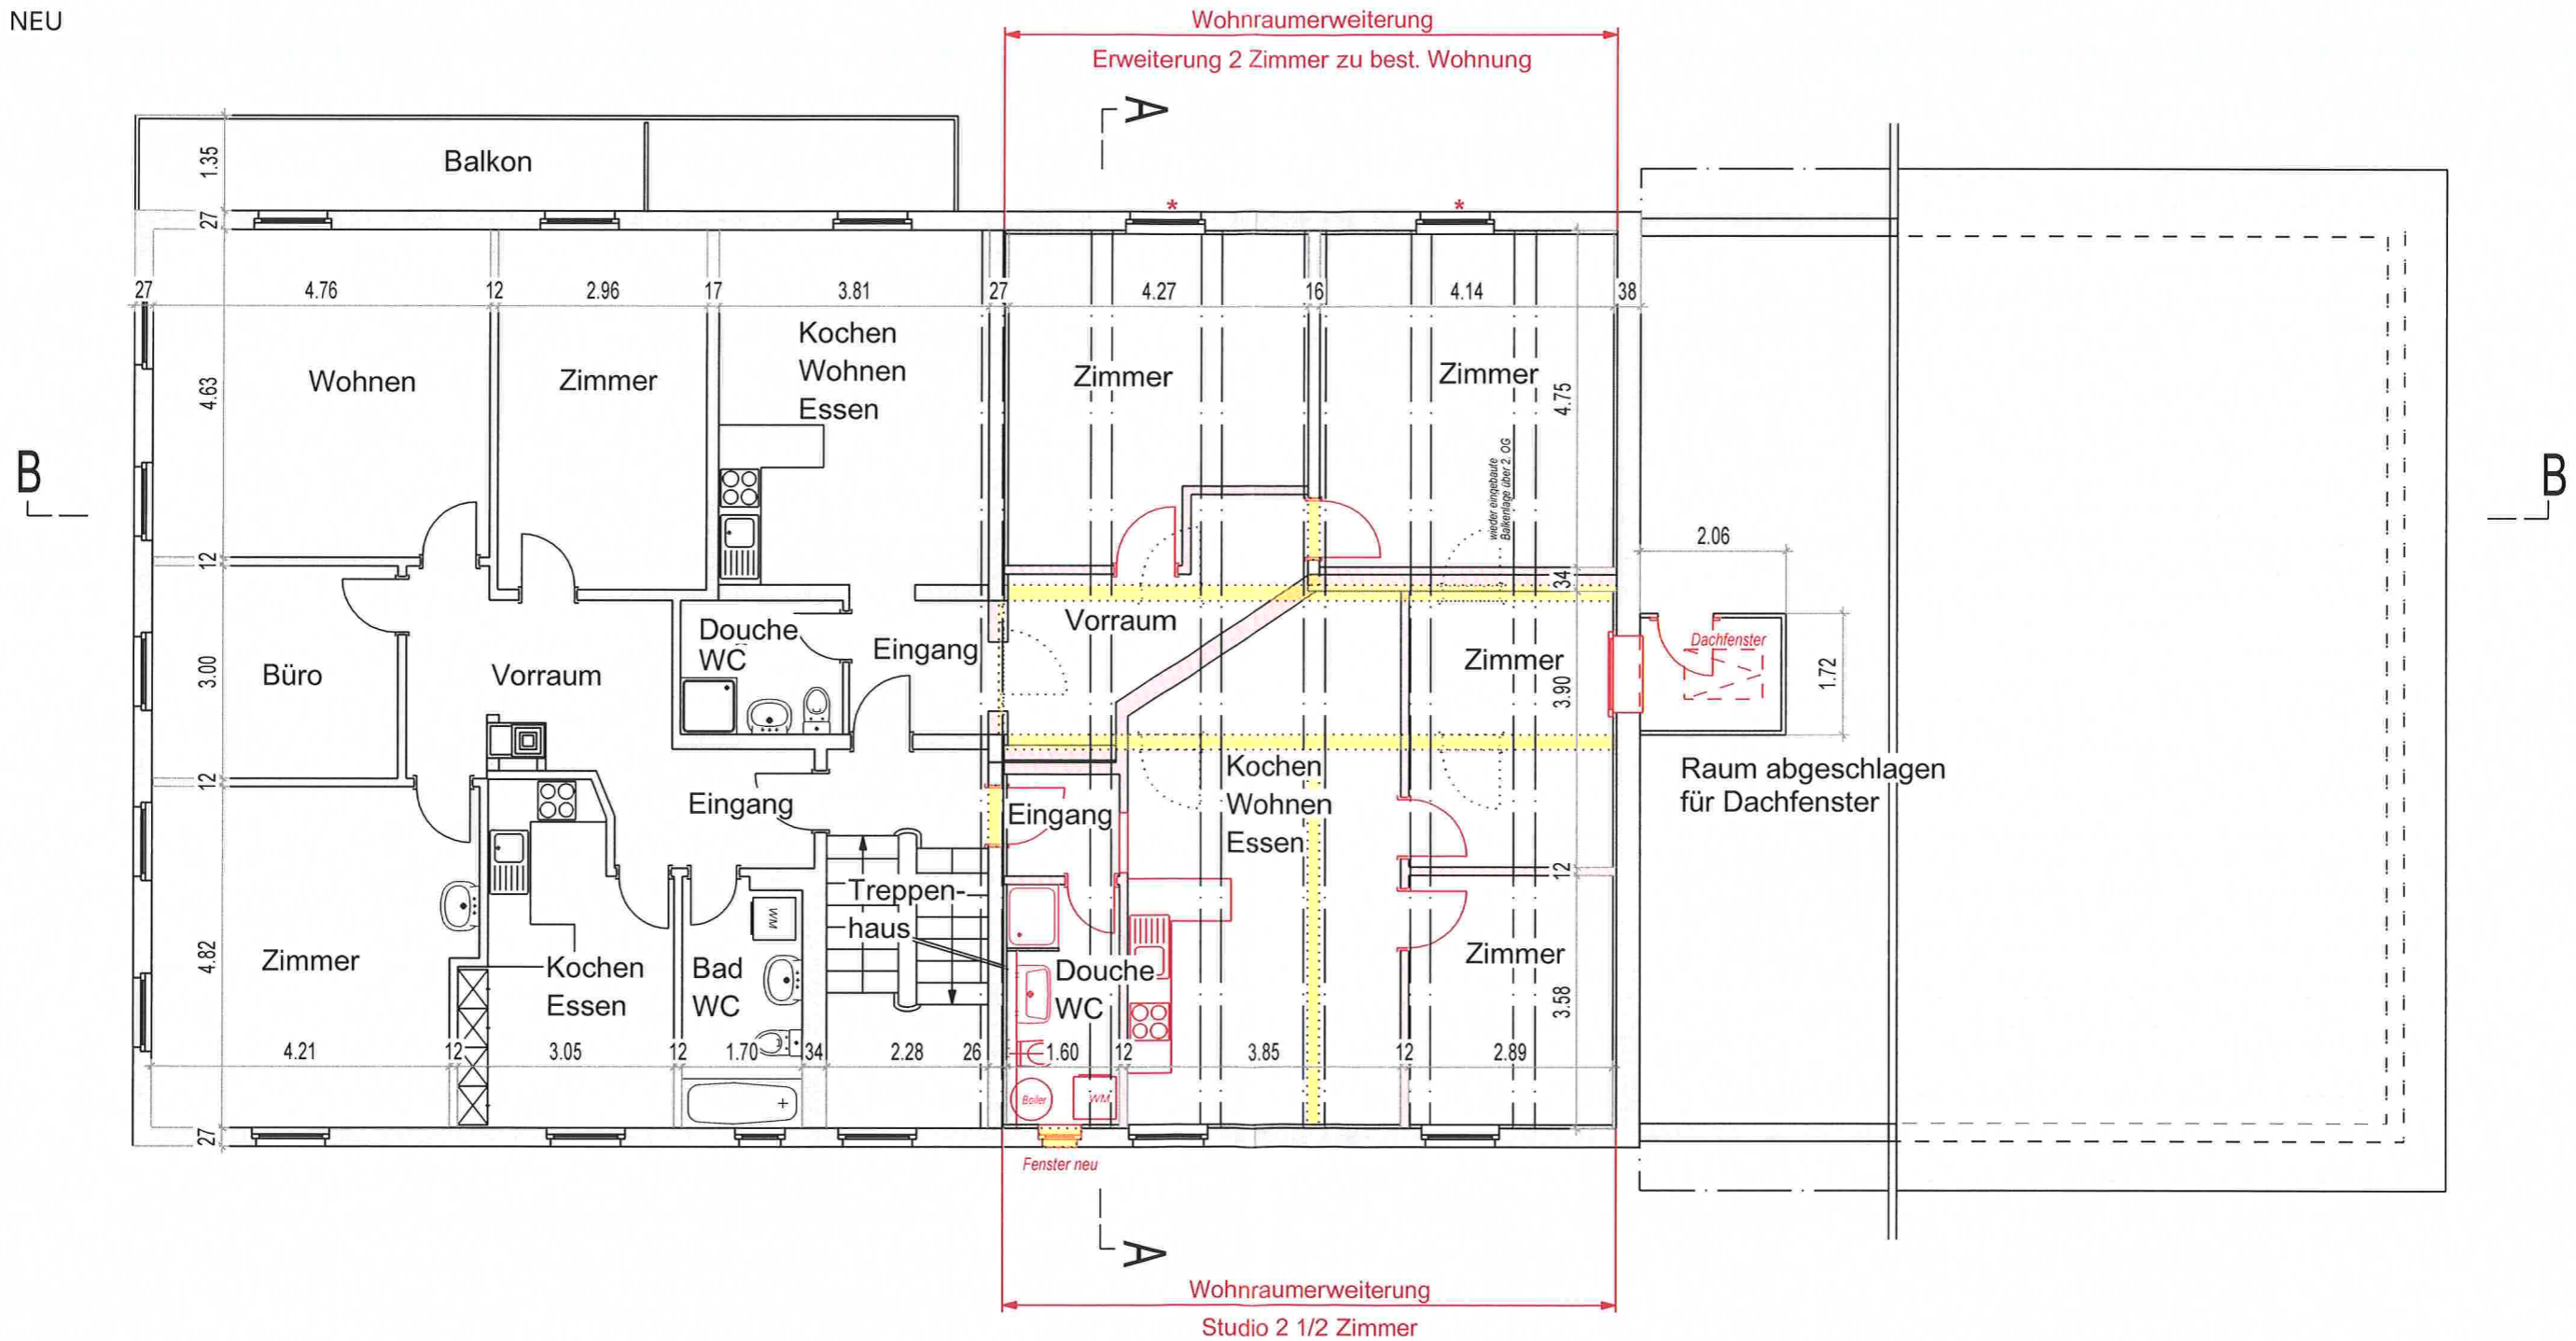 NEU
Wohnraumerweiterung
Erweiterung 2 Zimmer zu best. Wohnung
A
Balkon
1.35
27
* *
27 4.76 12 2.96 17 3.81 27 4.27 16 4.14 38
Kochen
Wohnen
Essen
Wohnen
Zimmer
Zimmer
Zimmer
4.63
4.75
wieder eingebaute
Balkenlage über 2. OG
B
B
2.06
12
34
Vorraum
Douche
WC
Eingang
Büro
Vorraum
3.00
Zimmer
3.90
Dachfenster
1.72
Raum abgeschlagen
für Dachfenster
12
Kochen
Wohnen
Essen
Eingang
Eingang
12
Treppen-
haus
WM
Zimmer
4.82
Kochen
Essen
Bad
WC
Douche
WC
Zimmer
3.58
4.21 12 3.05 12 1.70 34 2.28 26 1.60 12 3.85 12 2.89
Boiler
WM
27
Fenster neu
A
Wohnraumerweiterung
Studio 2 1/2 Zimmer